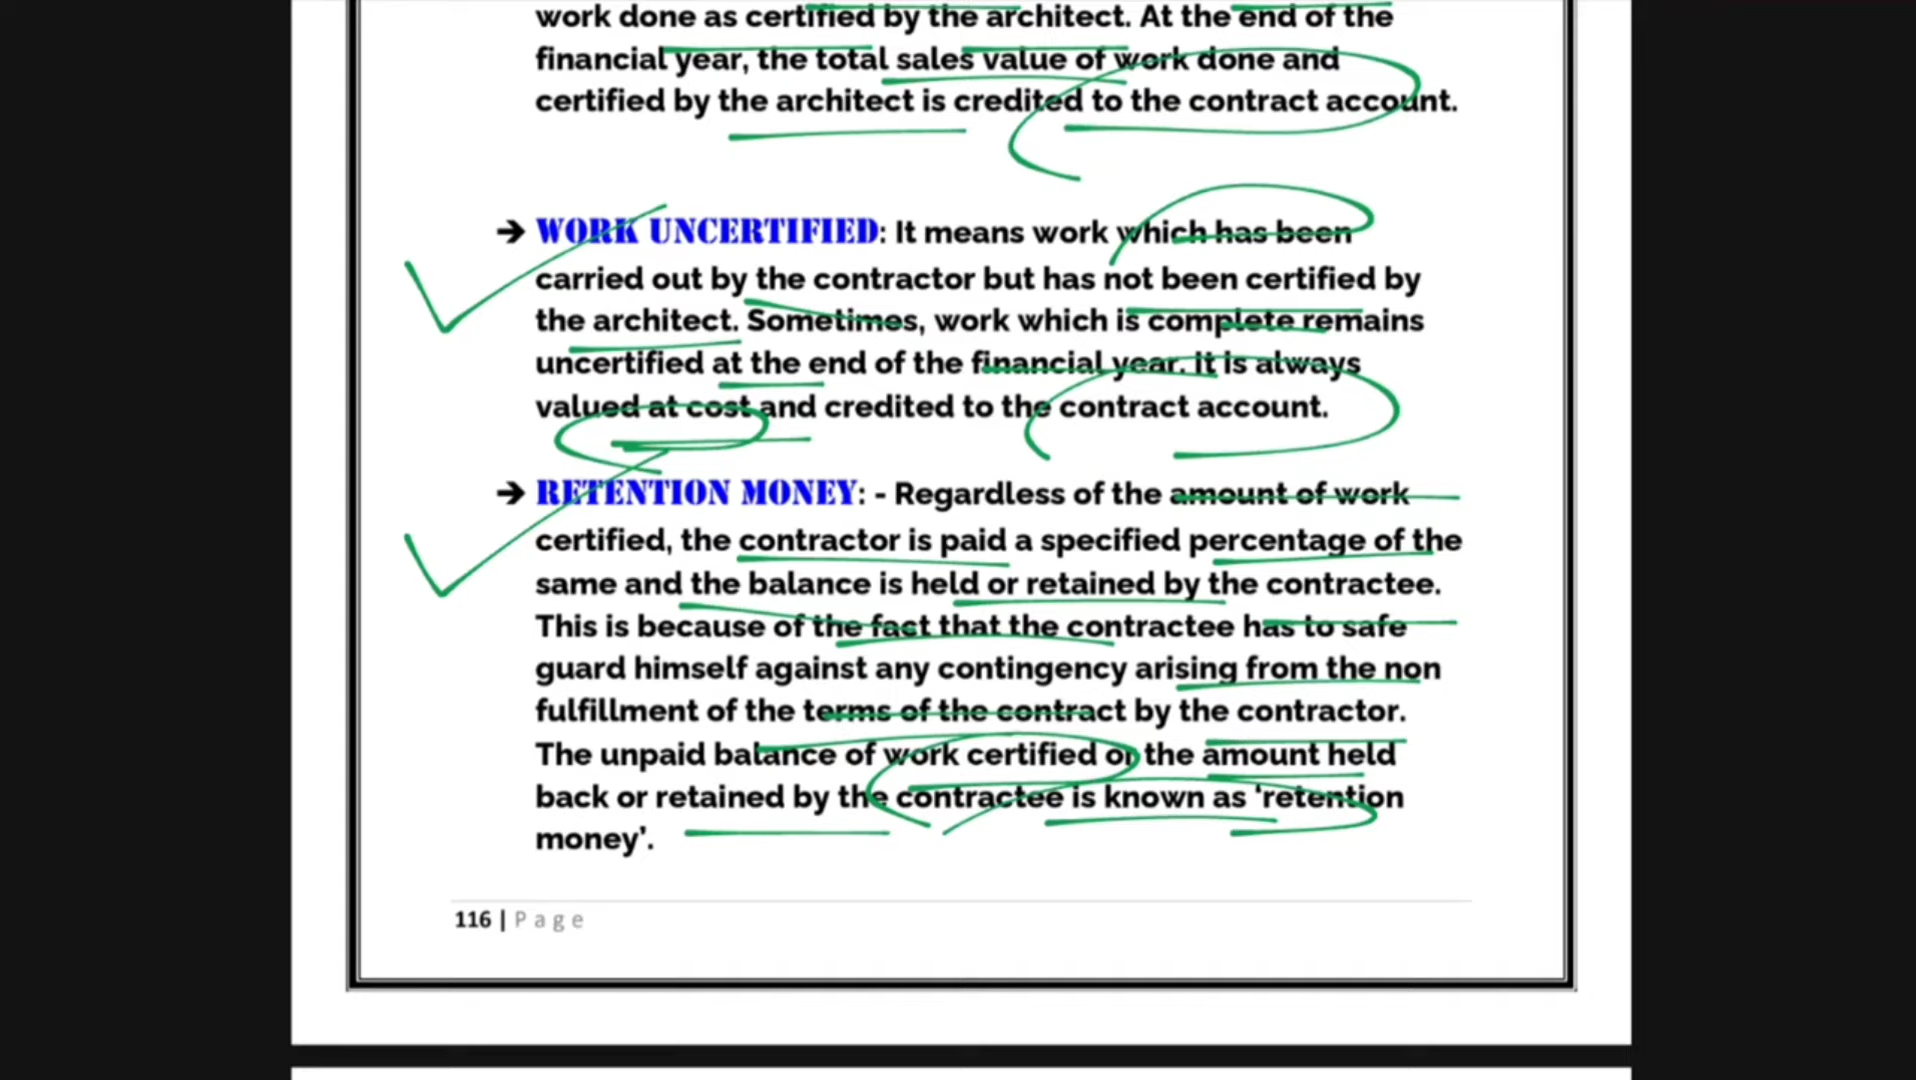 work done as certified by the architect. At the end of the
financial year, the total sales value of work done and
certified by the architect is credited to the contract account.
➔ WORK UNCERTIFIED: It means work which has been
carried out by the contractor but has not been certified by
the architect. Sometimes, work which is complete remains
uncertified at the end of the financial year. It is always
valued at cost and credited to the contract account.
➔ RETENTION MONEY: - Regardless of the amount of work
certified, the contractor is paid a specified percentage of the
same and the balance is held or retained by the contractee.
This is because of the fact that the contractee has to safe
guard himself against any contingency arising from the non
fulfillment of the terms of the contract by the contractor.
The unpaid balance of work certified or the amount held
back or retained by the contractee is known as ‘retention
money’.
116 | Page